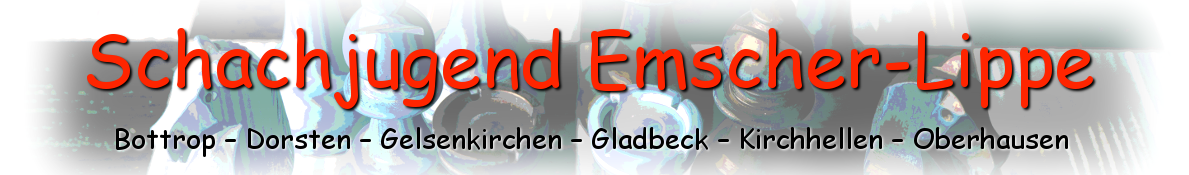 Schachjugend Emscher-Lippe
Bottrop – Dorsten – Gelsenkirchen – Gladbeck – Kirchhellen – Oberhausen